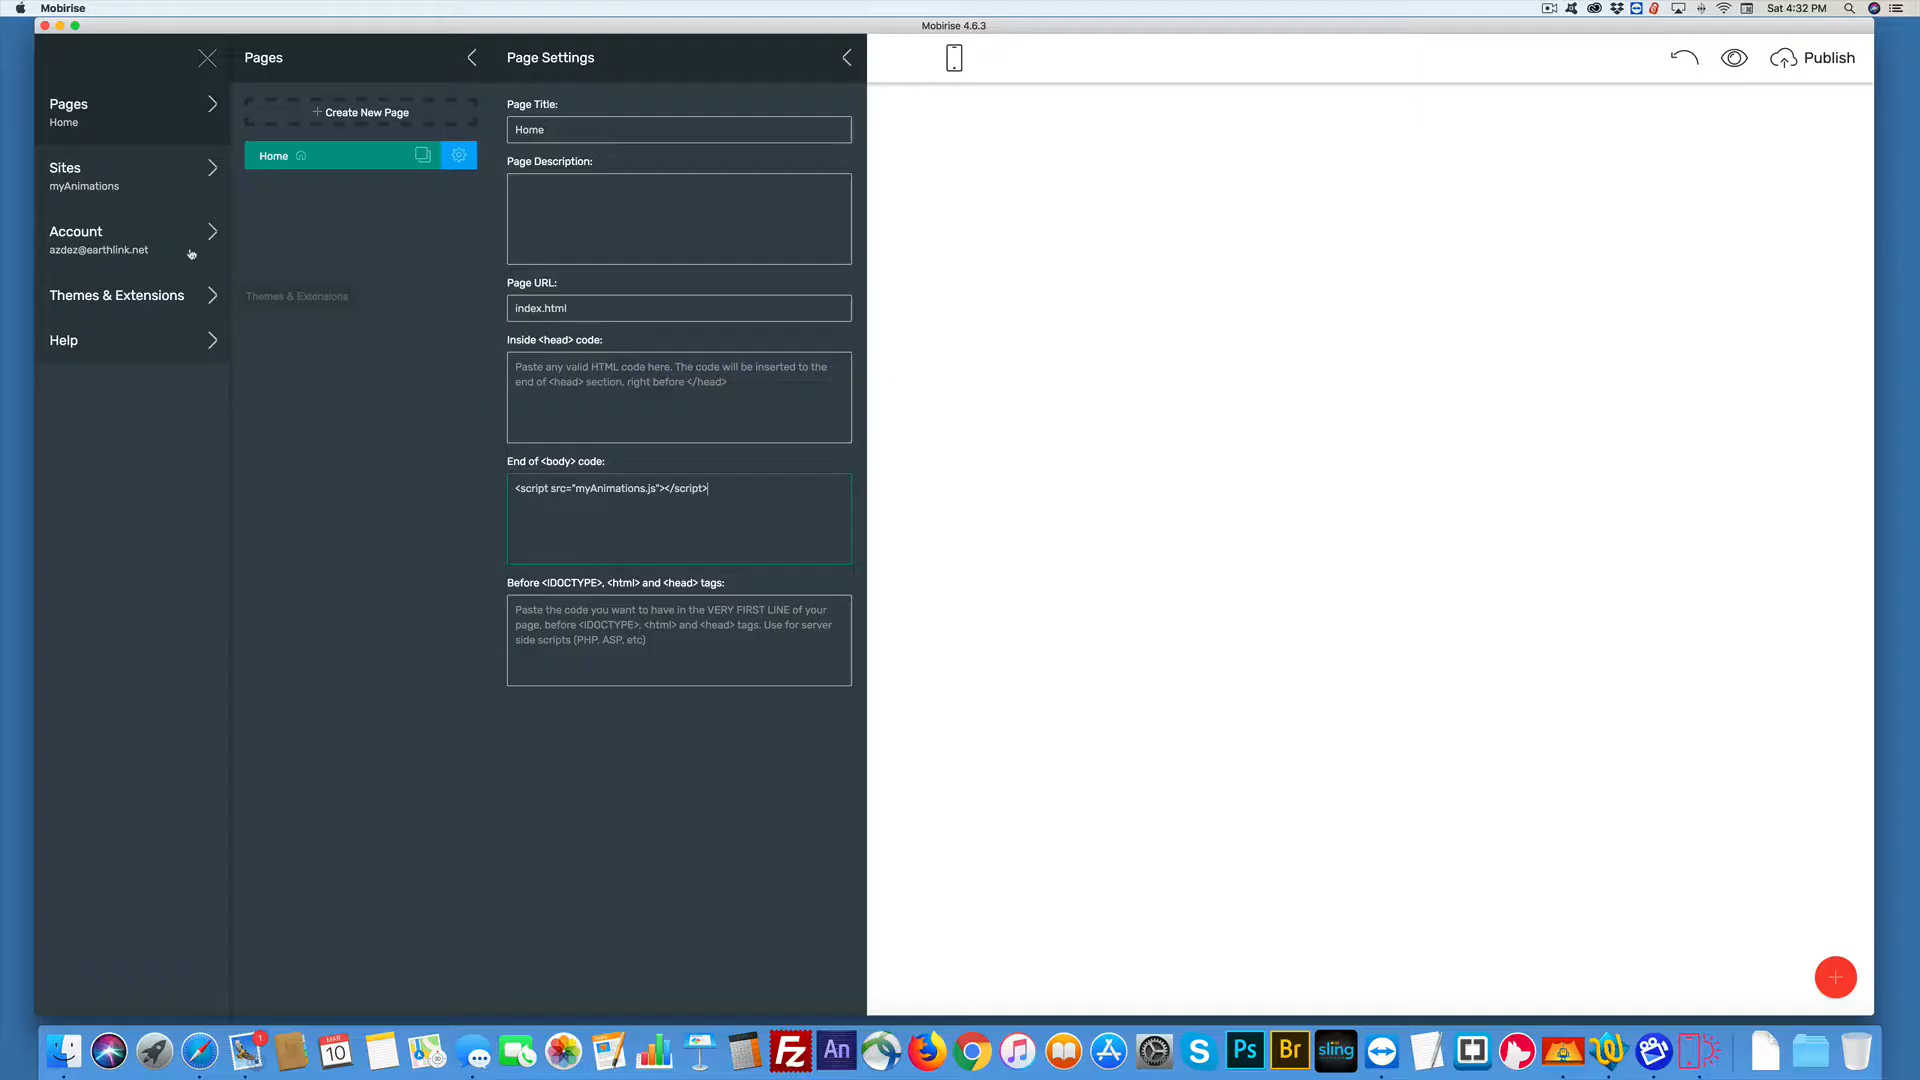 Mobirise
Sat 4:32 PM
Mobirise 4.6.3
Pages
Page Settings
Publish
Pages
Home
Sites
myAnimations
Account
azdez@earthlink.net
Themes & Extensions
Help
Create New Page
Home
Themes & Extensions
Page Title:
Home
Page Description:
Page URL:
index.html
Inside <head> code:
Paste any valid HTML code here. The code will be inserted to the
end of <head> section, right before </head>
End of <body> code:
<script src="myAnimations.js"></script>
Before <!DOCTYPE>, <html> and <head> tags:
Paste the code you want to have in the VERY FIRST LINE of your
page, before <!DOCTYPE>, <html> and <head> tags. Use for server
side scripts (PHP, ASP, etc)
1
MAR
10
Fz
An
S
Ps
Br
sling